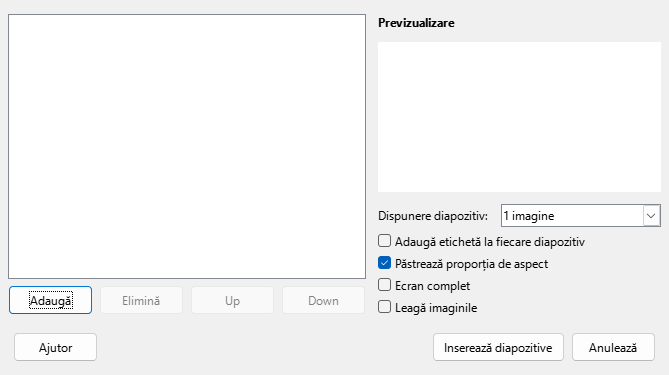 Previzualizare
Dispunere diapozitiv: 1 imagine
Adaugă etichetă la fiecare diapozitiv
Păstrează proporția de aspect
Ecran complet
Leagă imaginile
Adaugă Elimină Up Down
Ajutor Inserează diapozitive Anulează